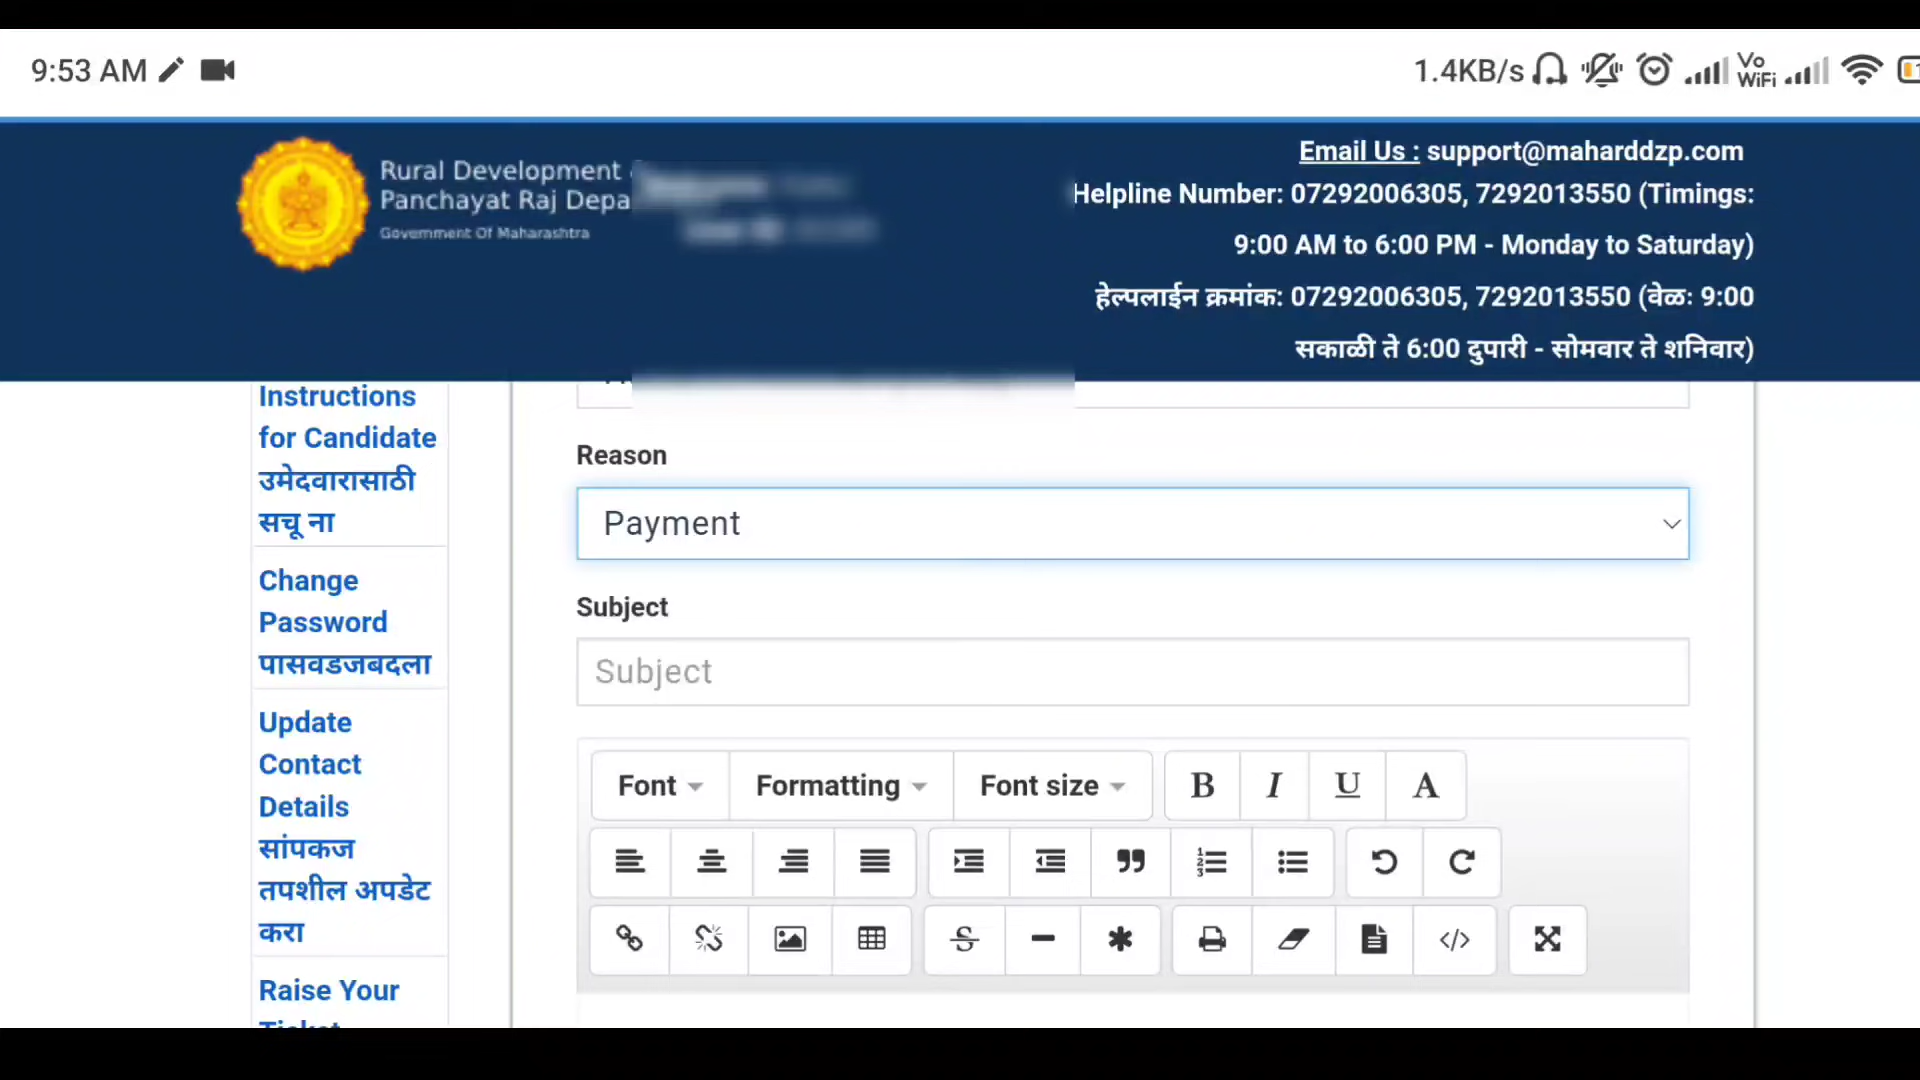 9:53 AM
1.4KB/s
Vo
WiFi
Rural Development
Panchayat Raj
Government Of Maharashtra
Email Us : support@maharddzp.com
Helpline Number: 07292006305, 7292013550 (Timings:
9:00 AM to 6:00 PM - Monday to Saturday)
हेल्पलाईन क्रमांक: 07292006305, 7292013550 (वेळः 9:00
सकाळी ते 6:00 दुपारी - सोमवार ते शनिवार)
Instructions
for Candidate
उमेदवारासाठी
सचू ना
Change
Password
पासवडजबदला
Update
Contact
Details
सांपकज
तपशील अपडेट
करा
Raise Your
Ticket
Reason
Payment
Subject
Subject
Font
Formatting
Font size
B I U A